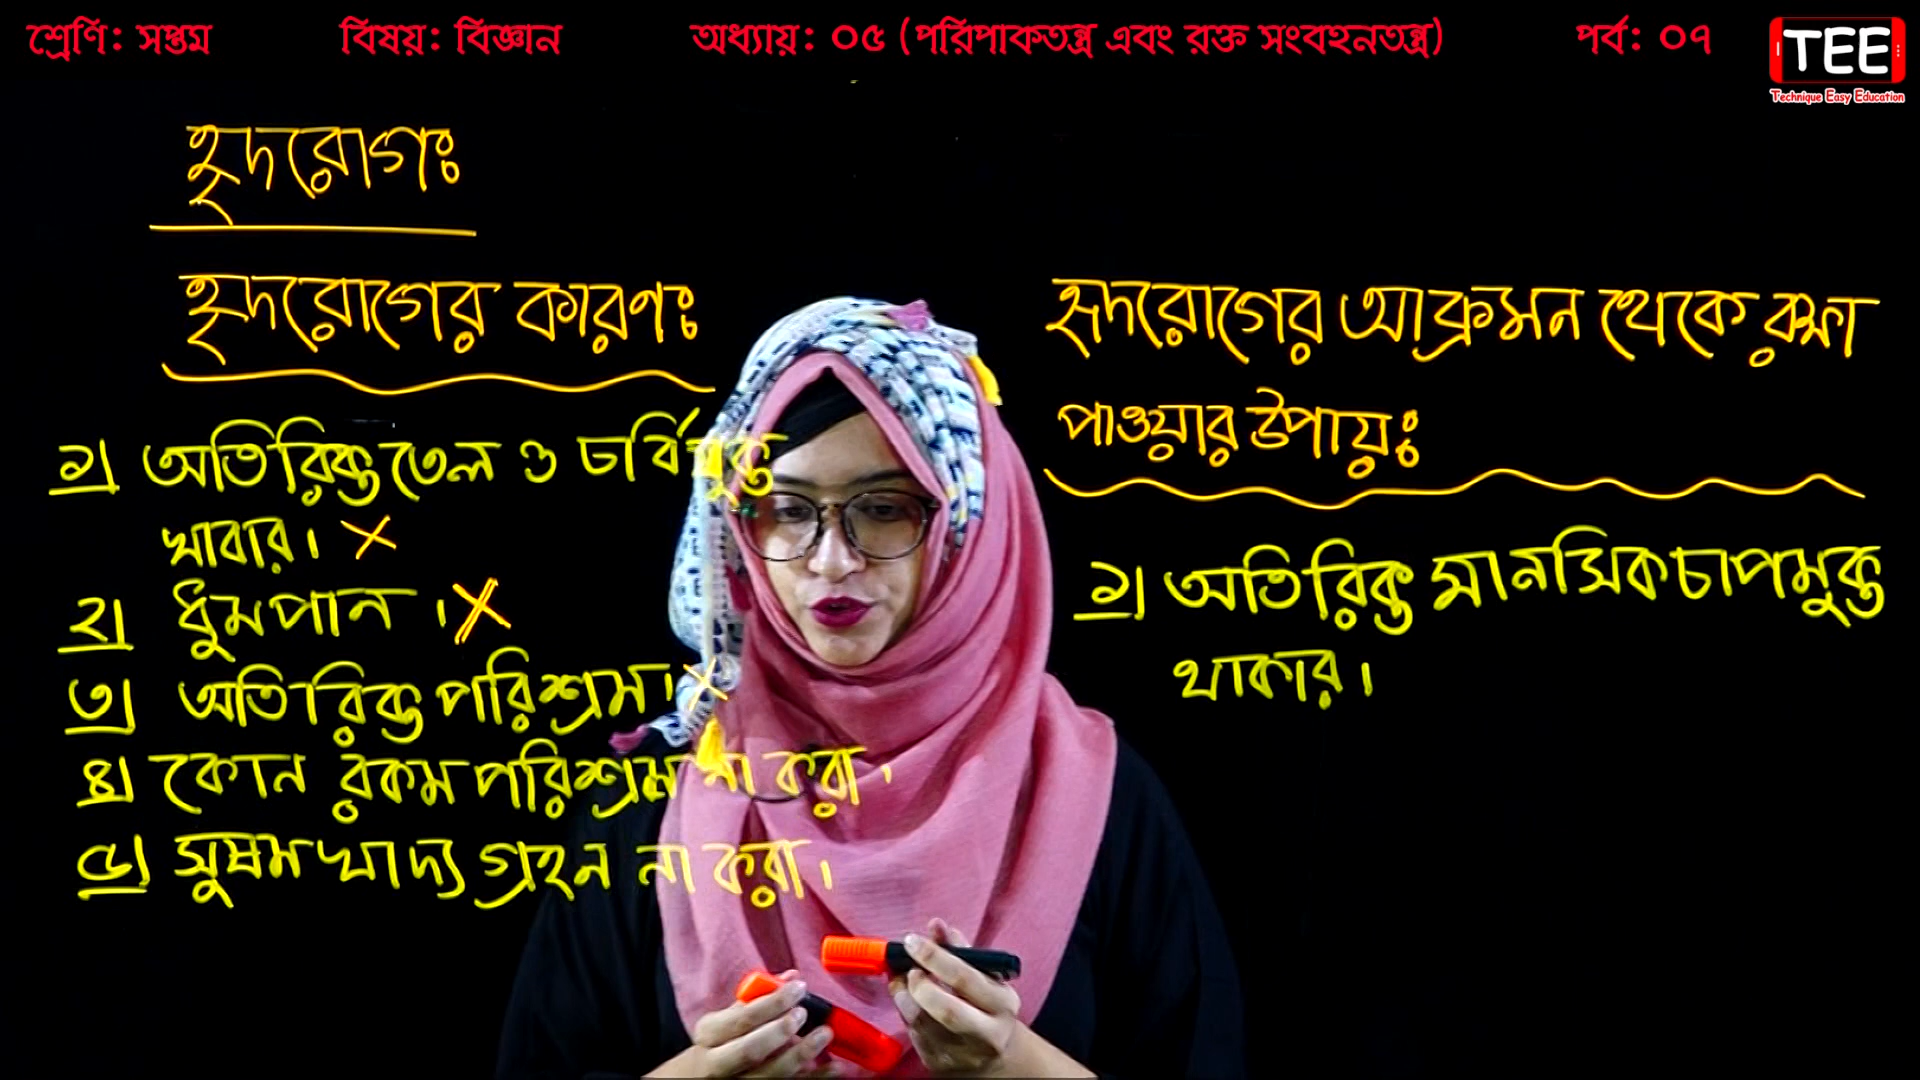 শ্রেণি: সপ্তম বিষয়: বিজ্ঞান অধ্যায়: ০৫ (পরিপাকতন্ত্র এবং রক্ত সংবহনতন্ত্র) পর্ব: ০৭
TEE
Technique Easy Education
হৃদরোগঃ
হৃদরোগের কারণঃ
১। অতিরিক্ত তেল ও চর্বিযুক্ত
খাবার। ×
২। ধুমপান। ×
৩। অতিরিক্ত পরিশ্রম। ×
৪। কোন রকম পরিশ্রম না করা।
৫। সুষম খাদ্য গ্রহন না করা।
হৃদরোগের আক্রমন থেকে রক্ষা
পাওয়ার উপায়ঃ
১। অতিরিক্ত মানসিক চাপমুক্ত
থাকার।